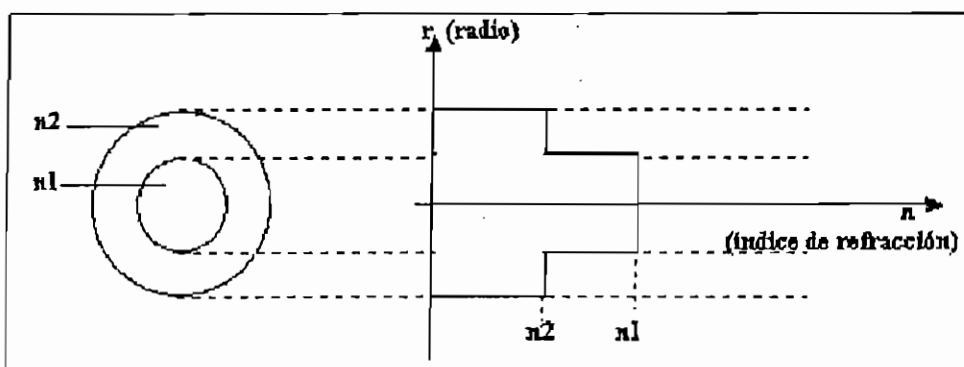 r (radio)
n2
n1
n
(índice de refracción)
n2
n1